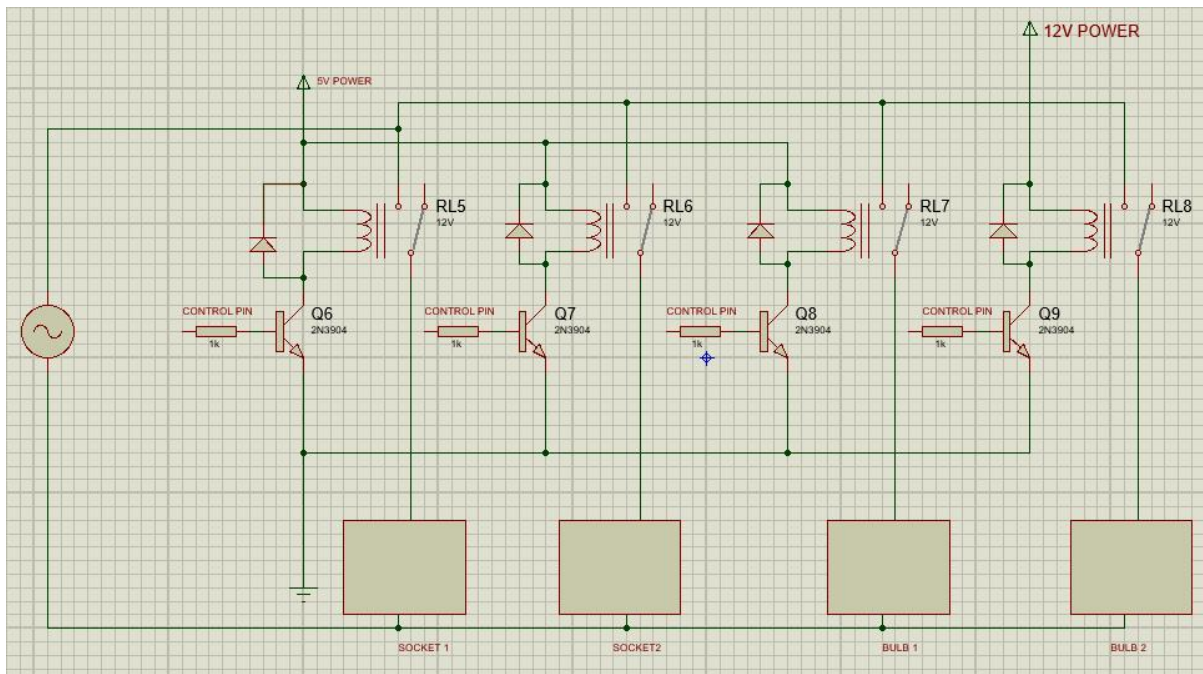 12V POWER
5V POWER
RL5
12V
RL6
12V
RL7
12V
RL8
12V
CONTROL PIN
1k
Q6
2N3904
CONTROL PIN
1k
Q7
2N3904
CONTROL PIN
1k
Q8
2N3904
CONTROL PIN
1k
Q9
2N3904
SOCKET 1
SOCKET2
BULB 1
BULB 2